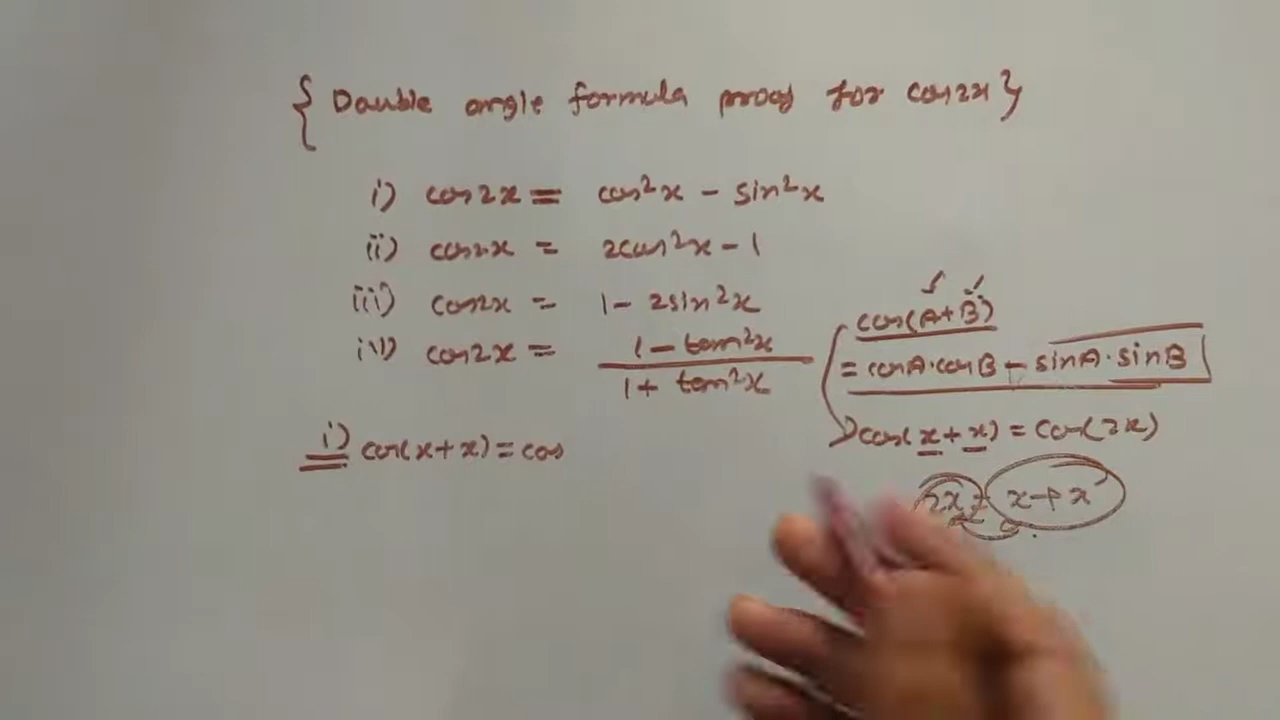 { Double angle formula proof for cos2x }
i) cos2x = cos²x - sin²x
ii) cos2x = 2cos²x - 1
iii) cos2x = 1 - 2sin²x
iv) cos2x = 1 - tan²x
1 + tan²x
i) cos(x+x) = cos
cos(A+B)
= cosA·cosB - sinA·sinB
cos(x+x) = cos(2x)
2x = x+x